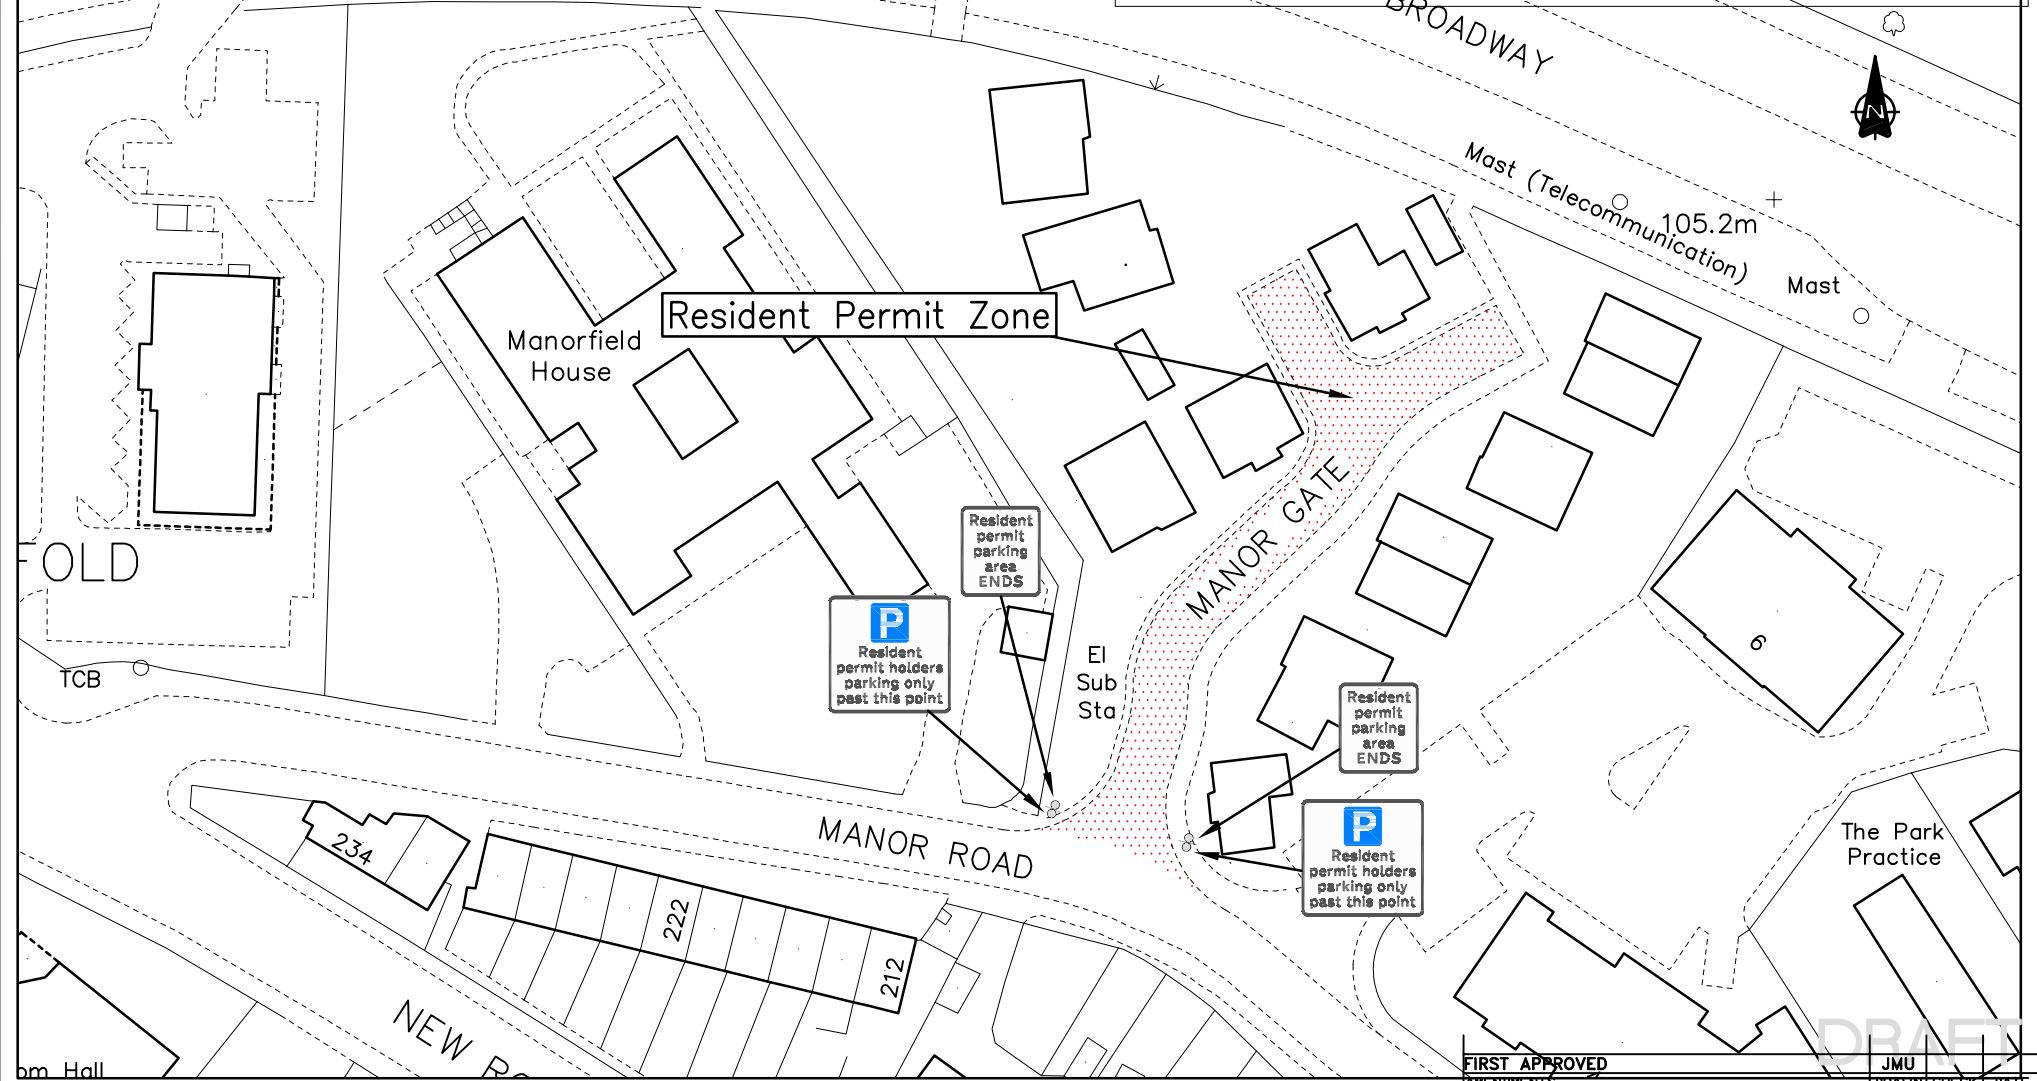 BROADWAY
N
Mast (Telecommunication)
105.2m
Mast
Resident Permit Zone
Manorfield
House
MANOR GATE
OLD
TCB
Resident
permit
parking
area
ENDS
P
Resident
permit holders
parking only
past this point
El
Sub
Sta
6
Resident
permit
parking
area
ENDS
P
Resident
permit holders
parking only
past this point
The Park
Practice
MANOR ROAD
234
222
212
NEW
Hall
DRAFT
FIRST APPROVED
JMU